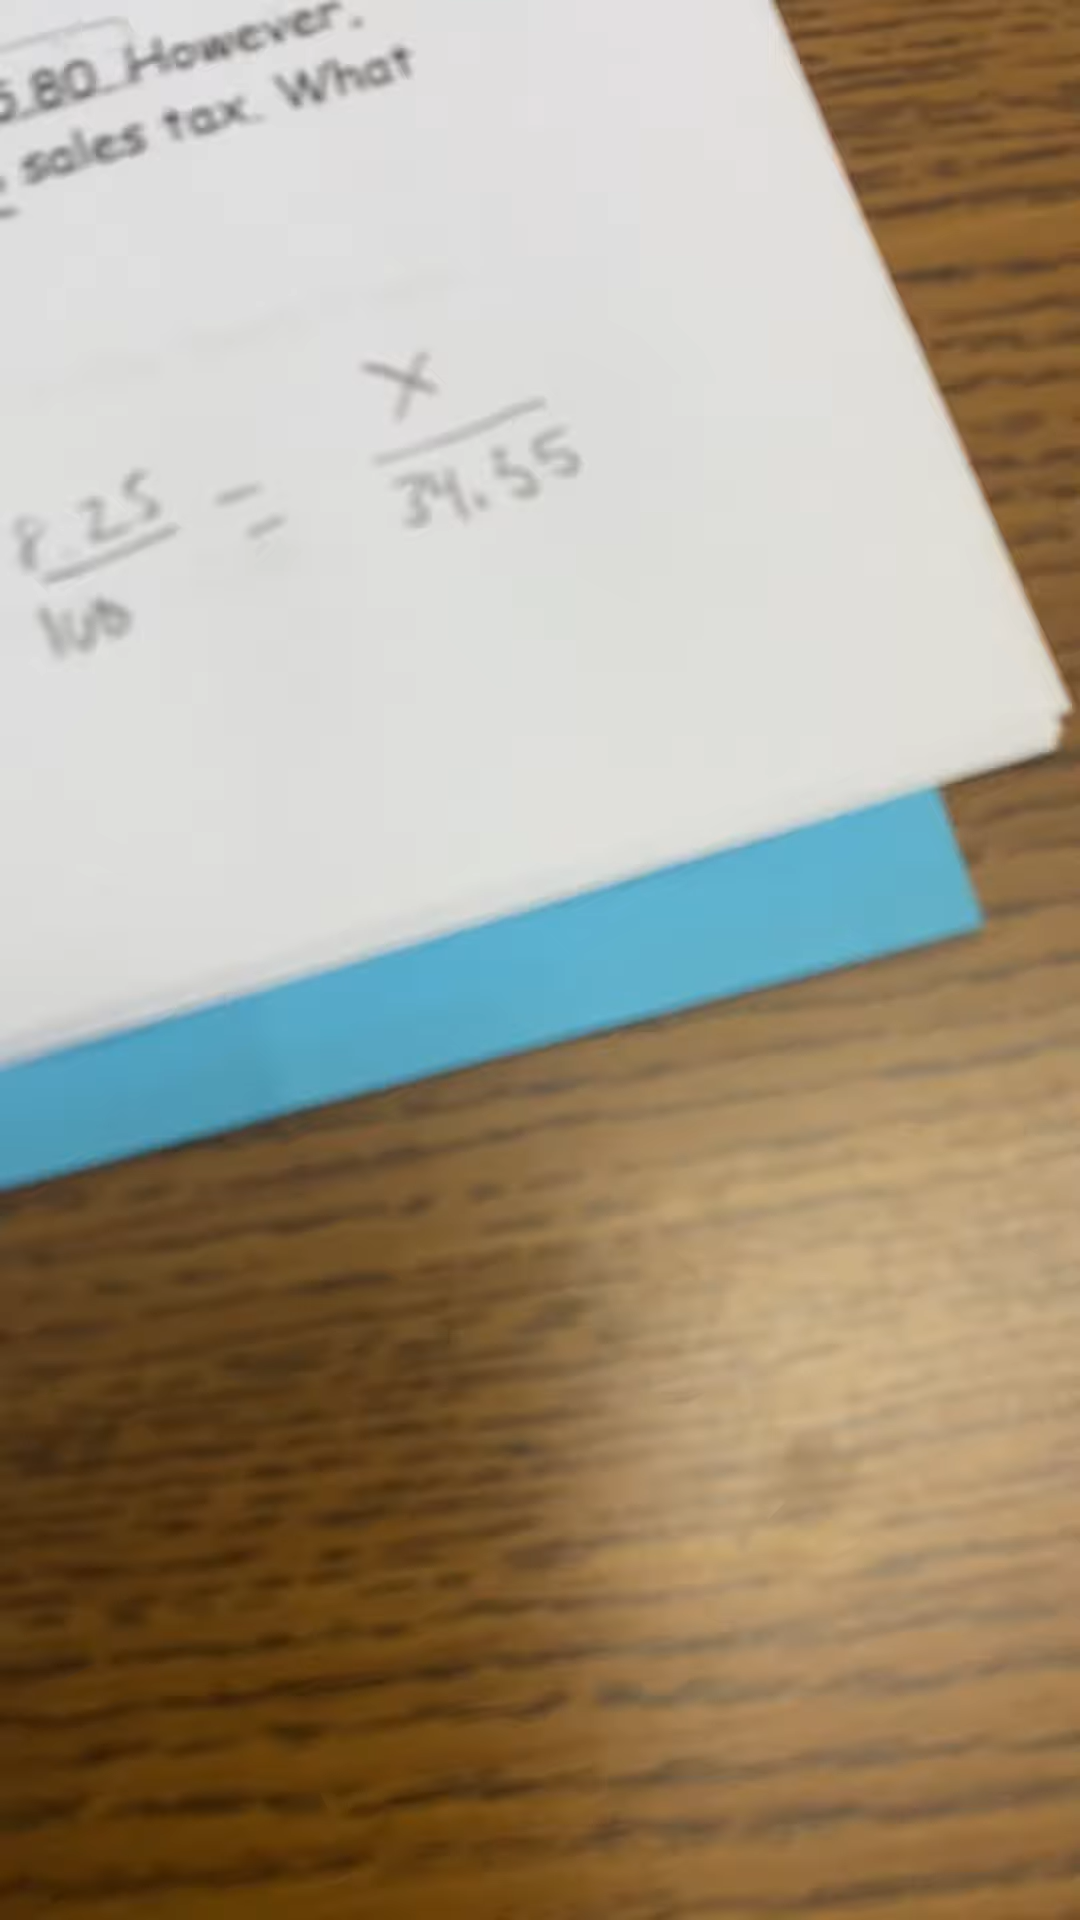 5.80. However,
sales tax. What
8.25 = X
100 34.55